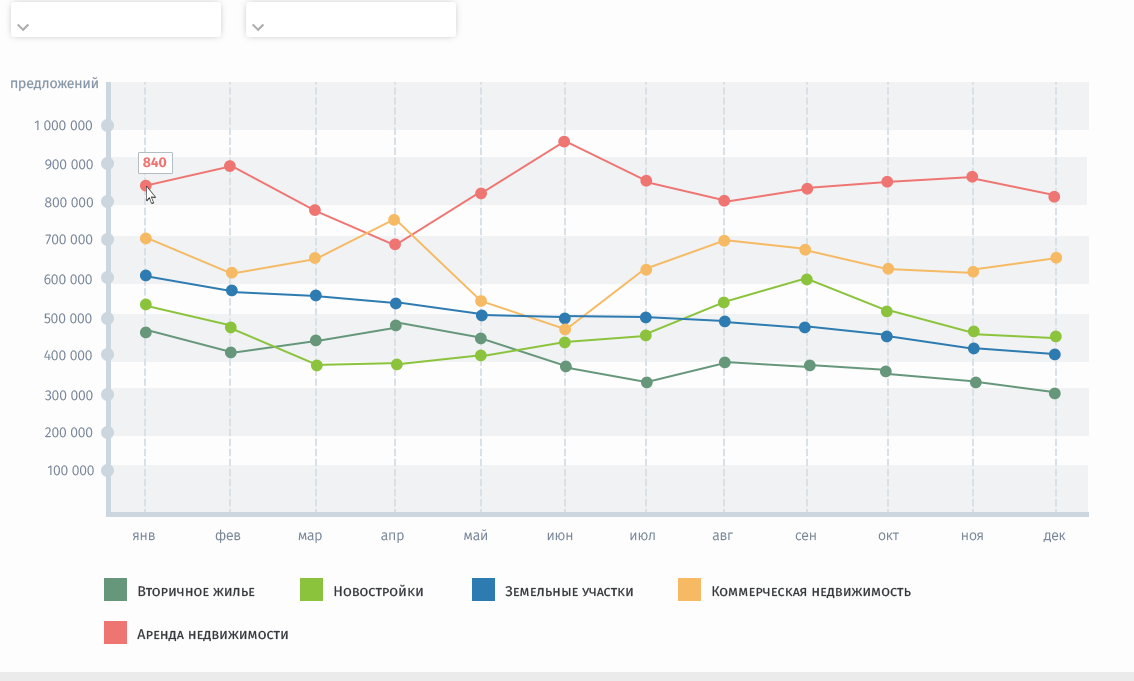 предложений
1 000 000
900 000
840
800 000
700 000
600 000
500 000
400 000
300 000
200 000
100 000
янв фев мар апр май июн июл авг сен окт ноя дек
Вторичное жилье Новостройки Земельные участки Коммерческая недвижимость
Аренда недвижимости